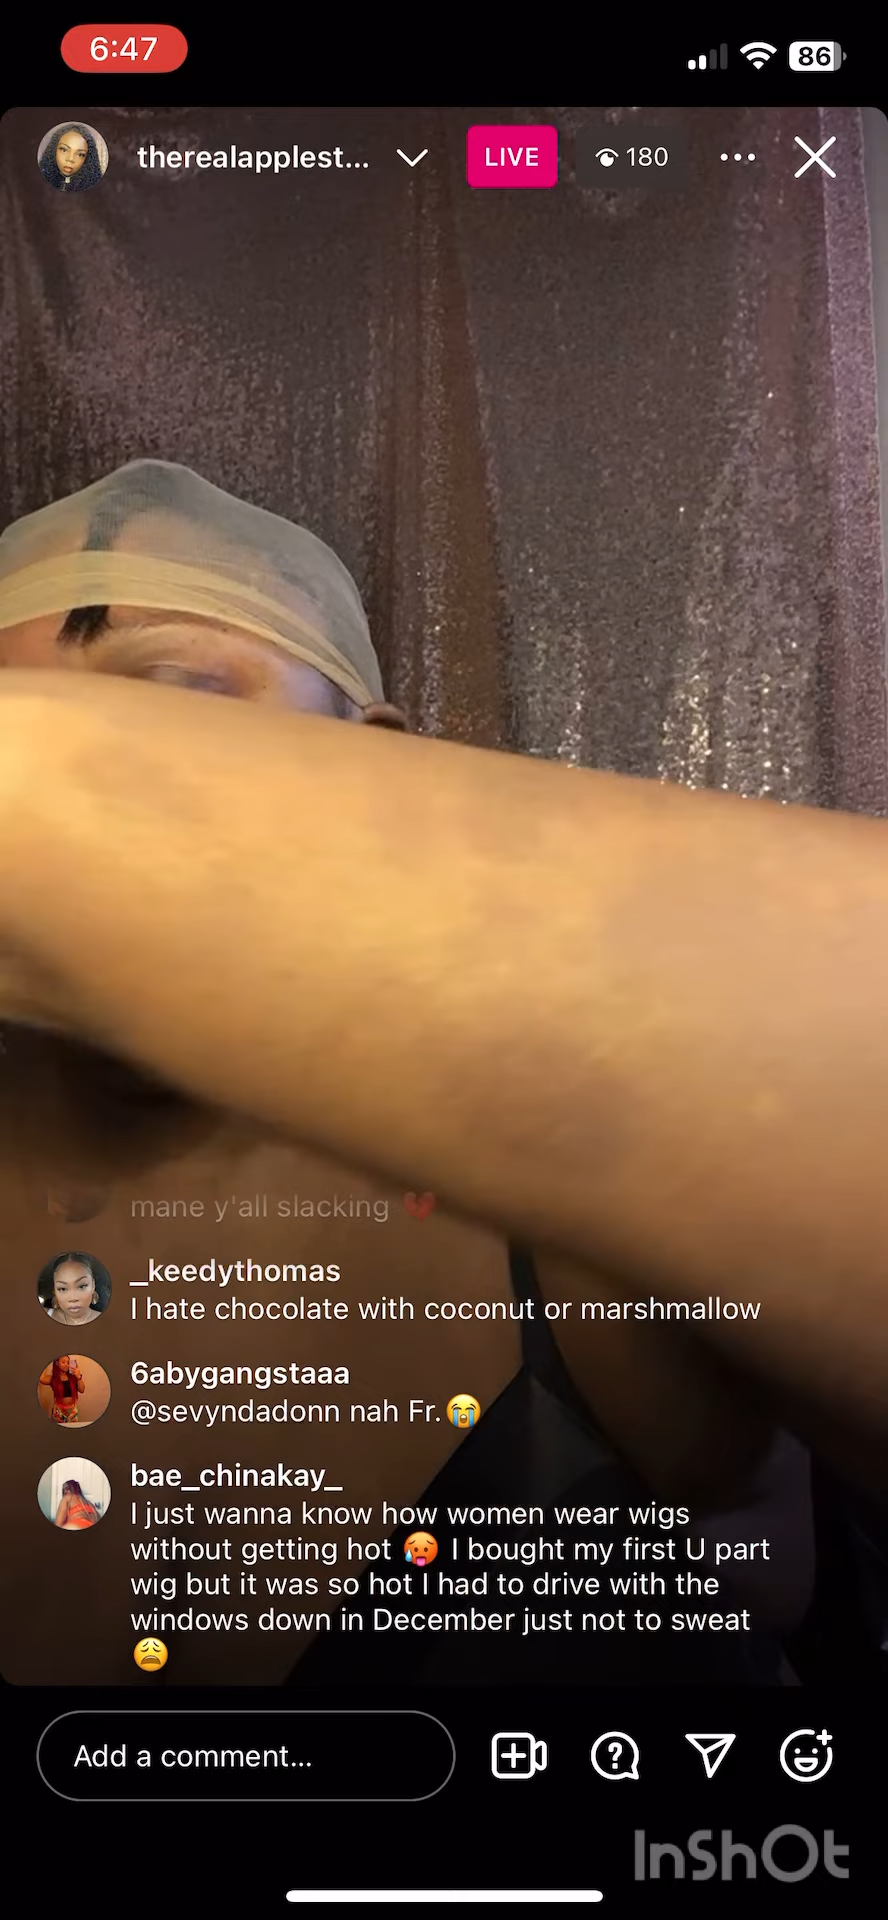 6:47
86
therealapplest...
LIVE
180
mane y'all slacking 💔
_keedythomas
I hate chocolate with coconut or marshmallow
6abygangstaaa
@sevyndadonn nah Fr.😭
bae_chinakay_
I just wanna know how women wear wigs
without getting hot 🥵 I bought my first U part
wig but it was so hot I had to drive with the
windows down in December just not to sweat
😩
Add a comment...
InShOt